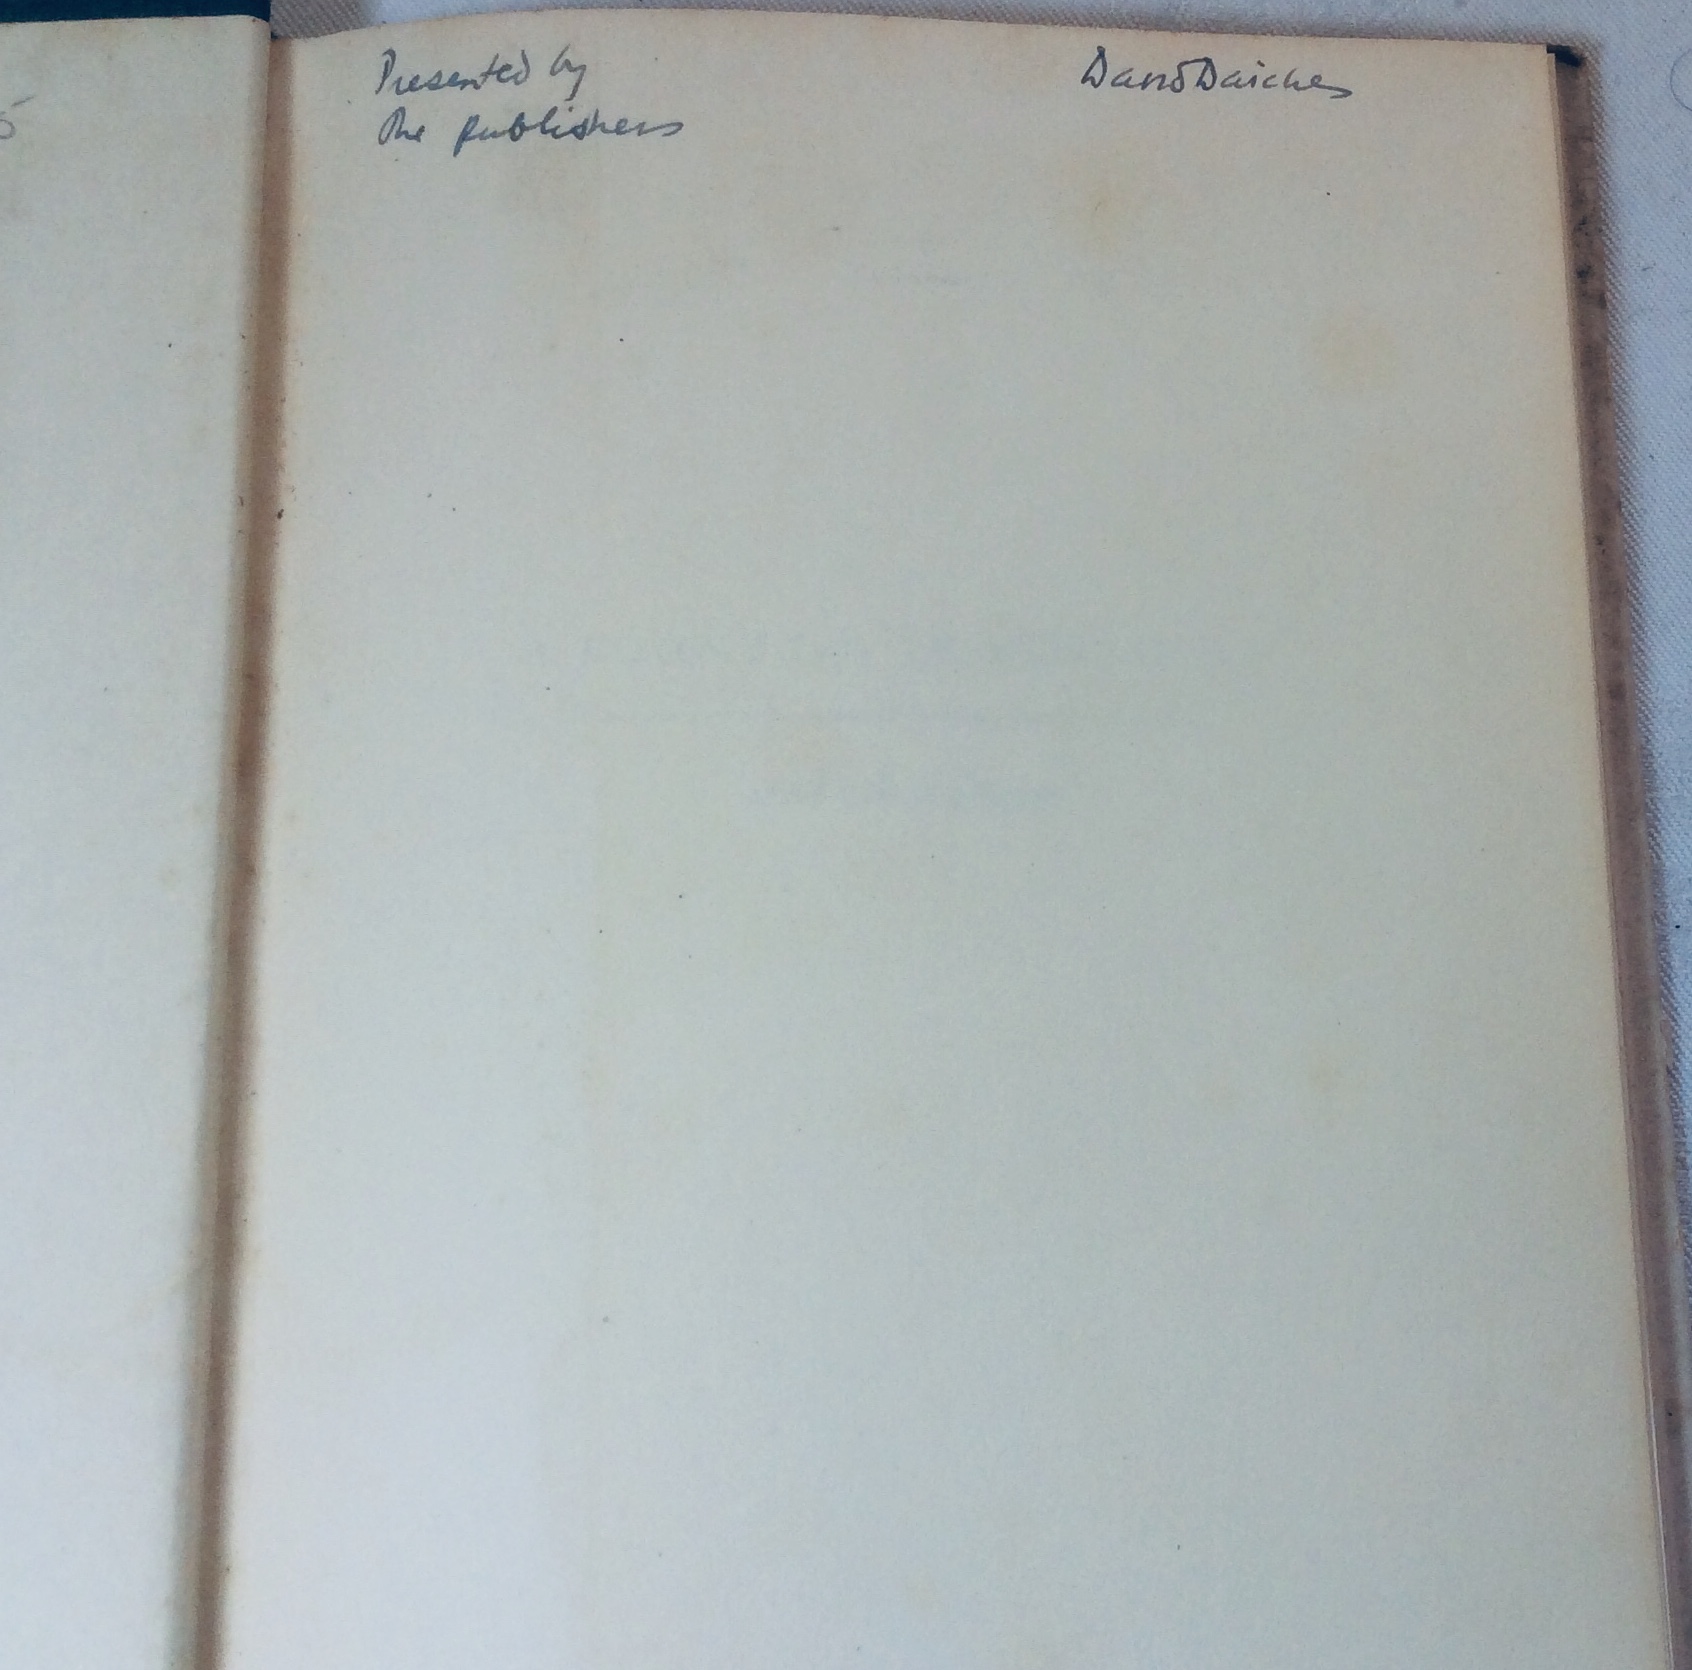 Presented by
the publishers
David Daiches